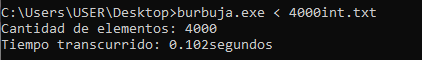 C:\Users\USER\Desktop>burbuja.exe < 4000int.txt
Cantidad de elementos: 4000
Tiempo transcurrido: 0.102segundos